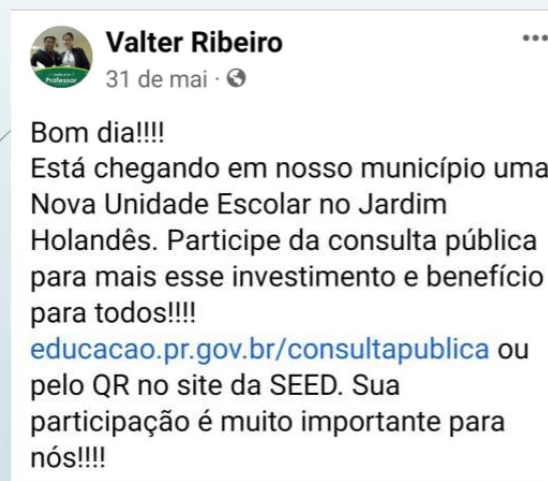 Valter Ribeiro
31 de mai ·
Bom dia!!!!
Está chegando em nosso município uma
Nova Unidade Escolar no Jardim
Holandês. Participe da consulta pública
para mais esse investimento e benefício
para todos!!!!
educacao.pr.gov.br/consultapublica ou
pelo QR no site da SEED. Sua
participação é muito importante para
nós!!!!